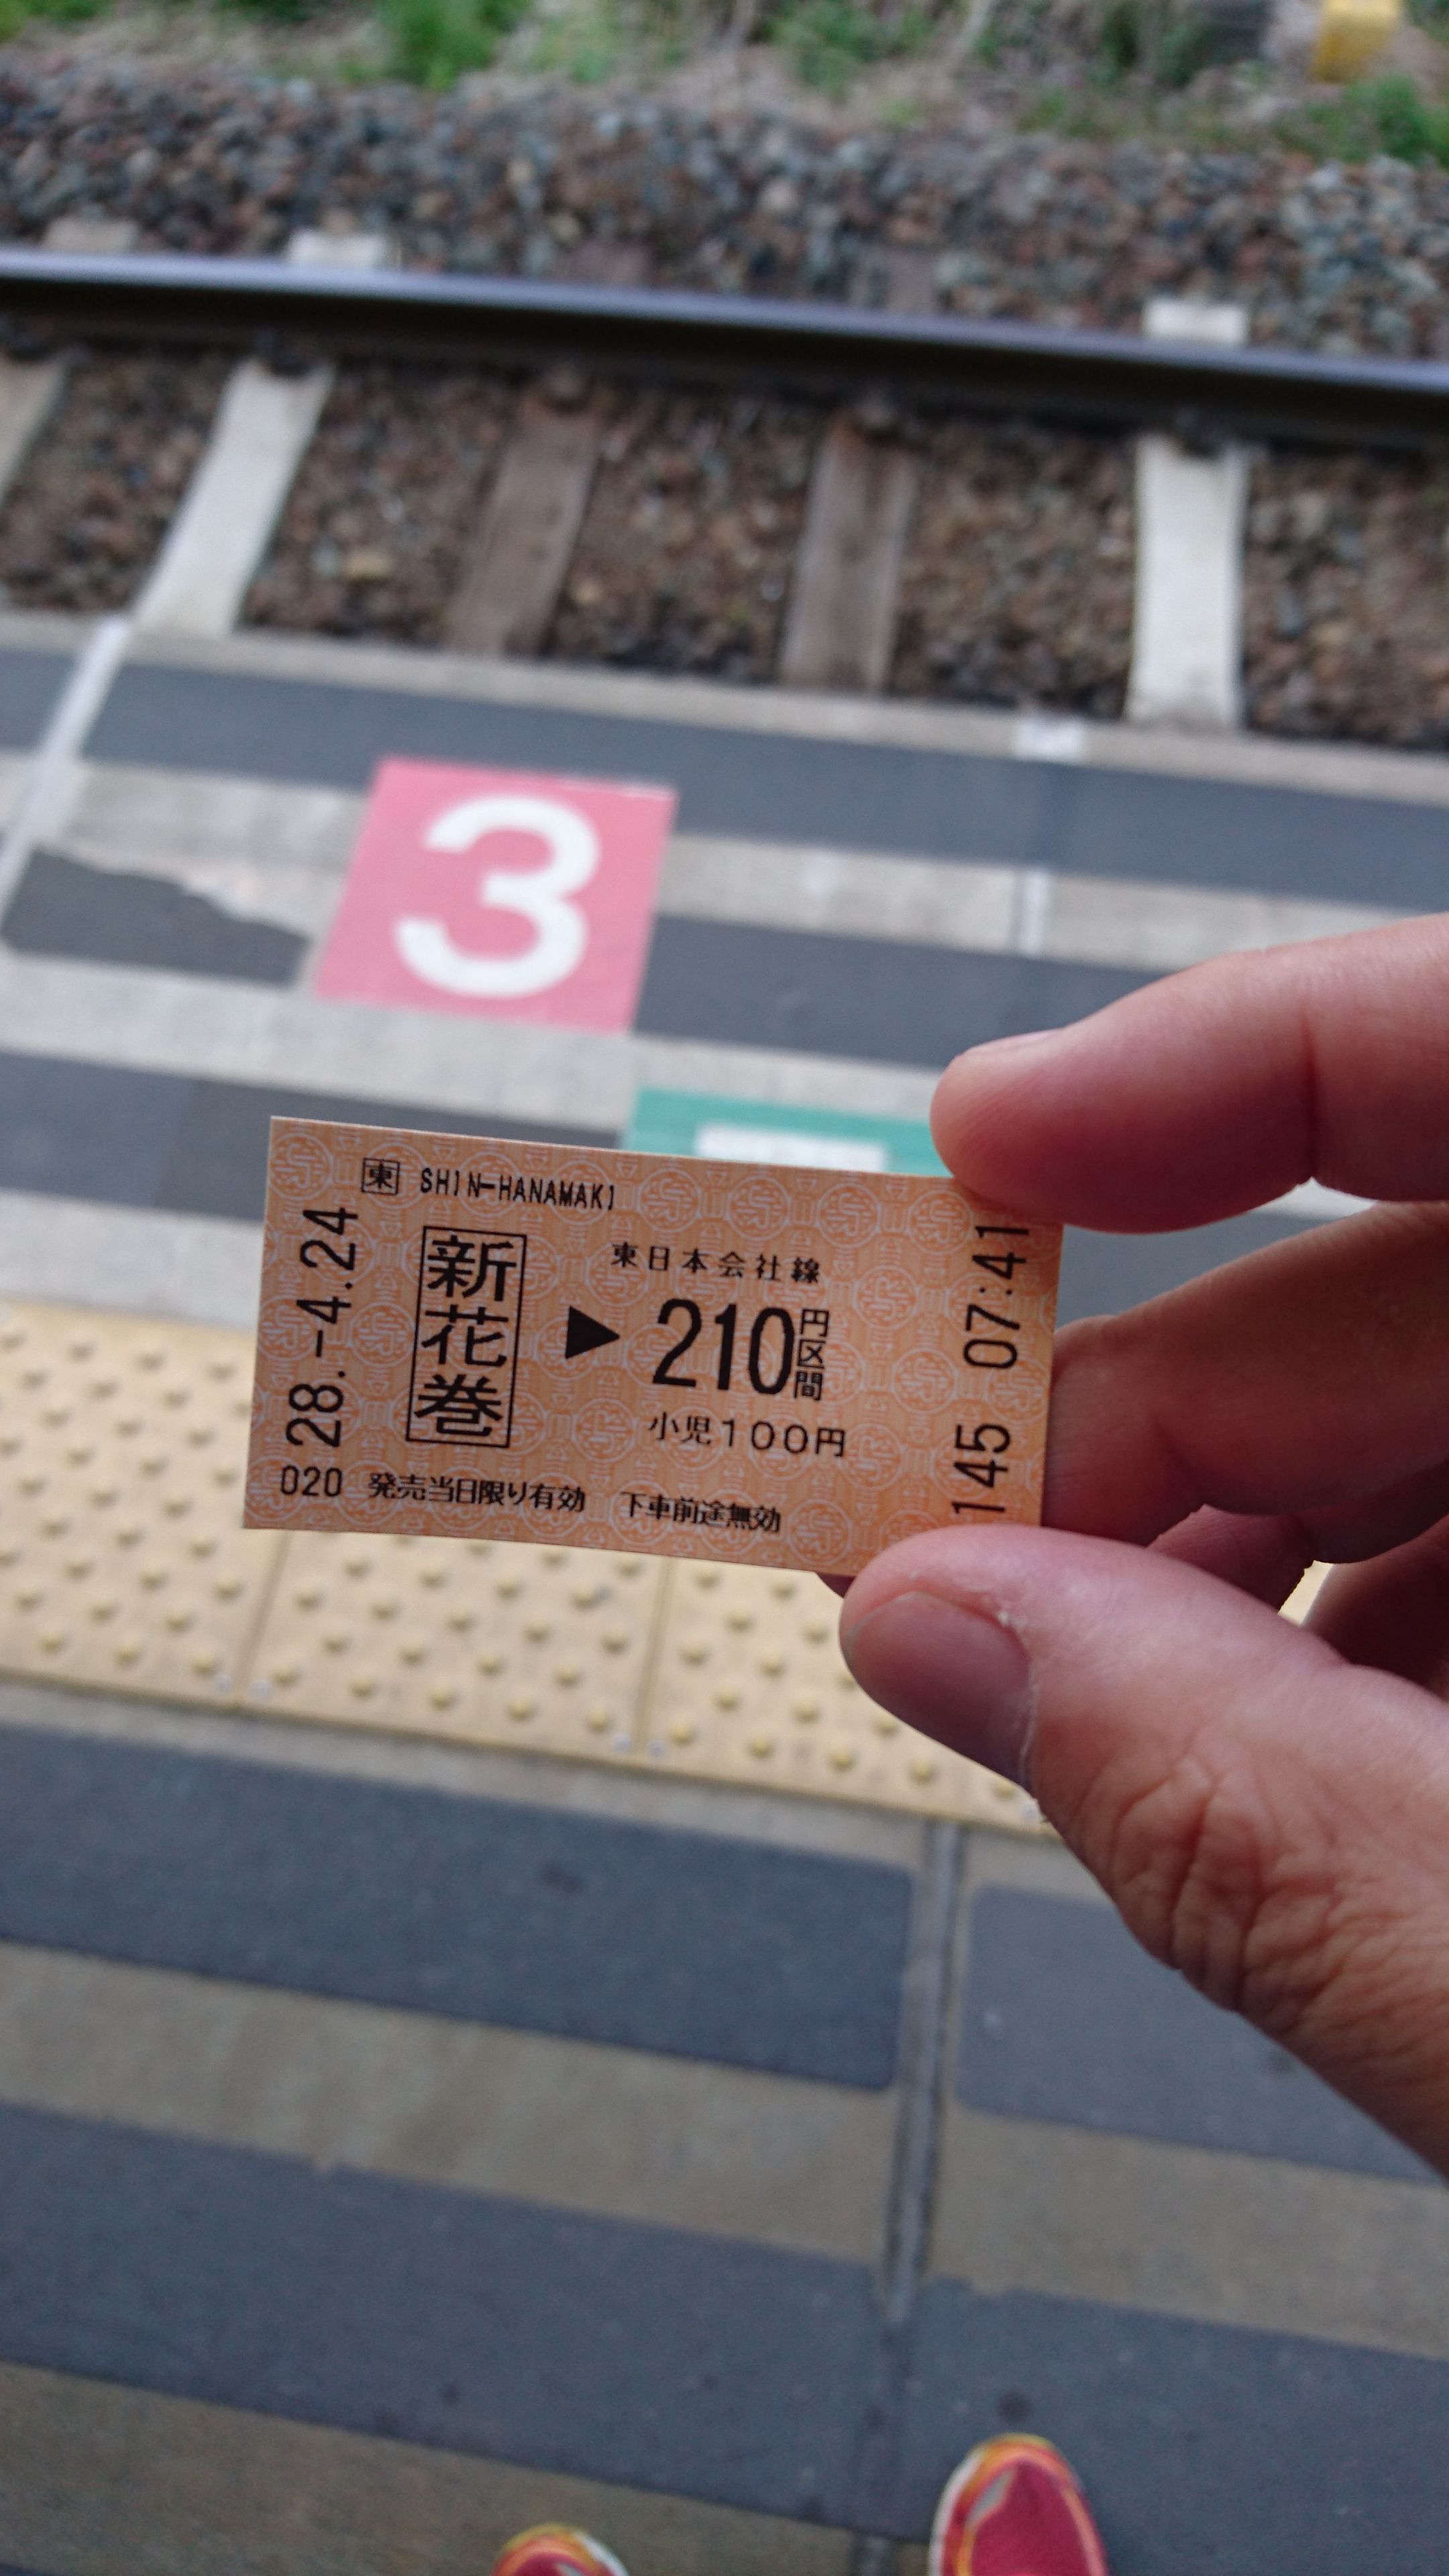 3
東 SHIN-HANAMAKI
28.-4.24
新花巻
東日本会社線
▶ 210円区間
小児100円
020 発売当日限り有効 下車前途無効
145 07:41